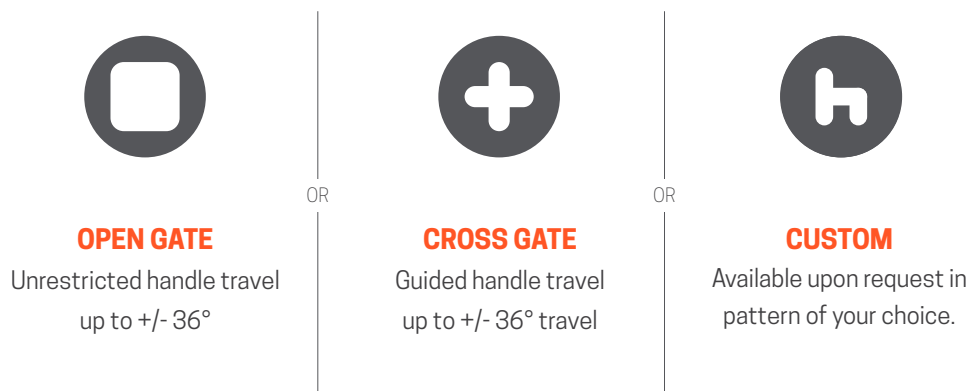 OPEN GATE
Unrestricted handle travel
up to +/- 36°
OR
CROSS GATE
Guided handle travel
up to +/- 36° travel
OR
CUSTOM
Available upon request in
pattern of your choice.